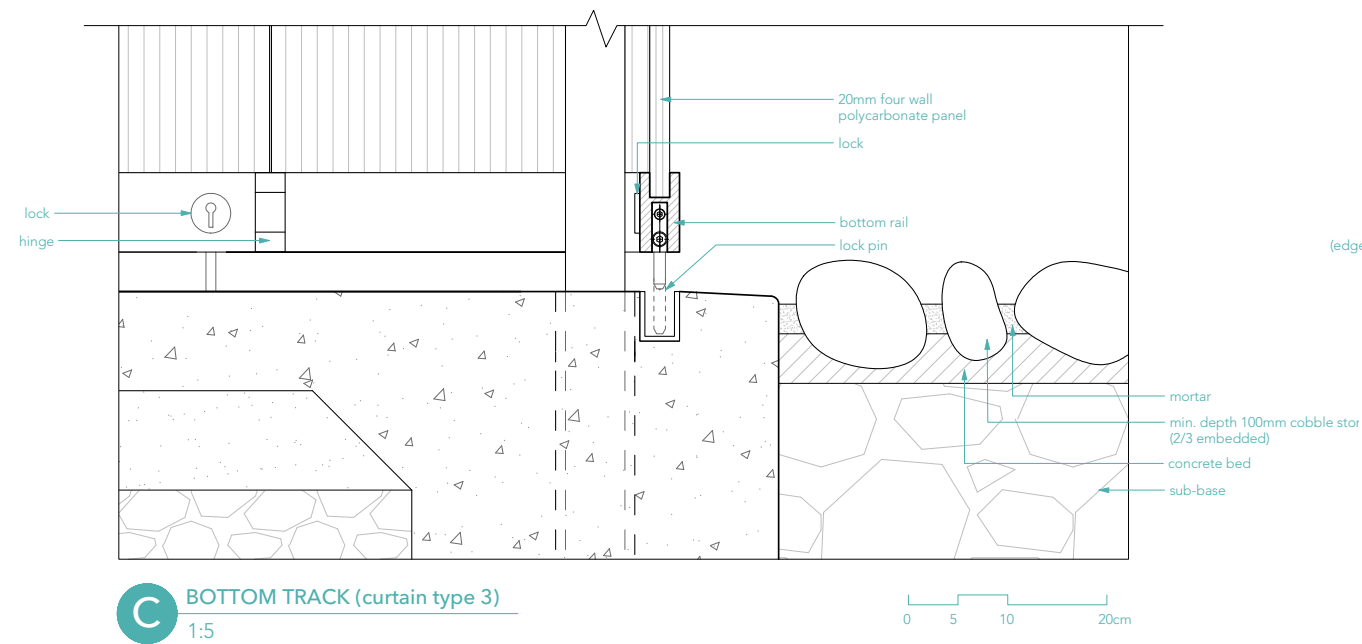 20mm four wall
polycarbonate panel
lock
lock
hinge
bottom rail
lock pin
(edge
mortar
min. depth 100mm cobble stor
(2/3 embedded)
concrete bed
sub-base
C
BOTTOM TRACK (curtain type 3)
1:5
0 5 10 20cm